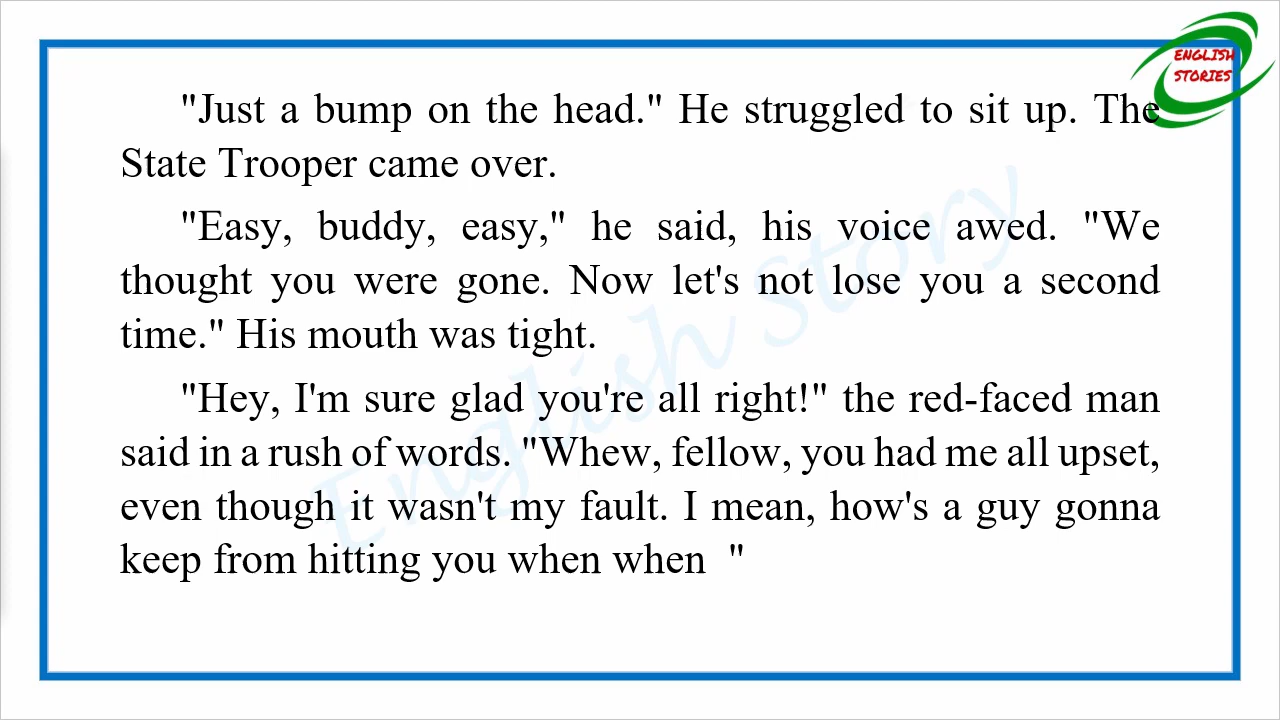 ENGLISH
STORIES
"Just a bump on the head." He struggled to sit up. The
State Trooper came over.
"Easy, buddy, easy," he said, his voice awed. "We
thought you were gone. Now let's not lose you a second
time." His mouth was tight.
"Hey, I'm sure glad you're all right!" the red-faced man
said in a rush of words. "Whew, fellow, you had me all upset,
even though it wasn't my fault. I mean, how's a guy gonna
keep from hitting you when when "
English Story